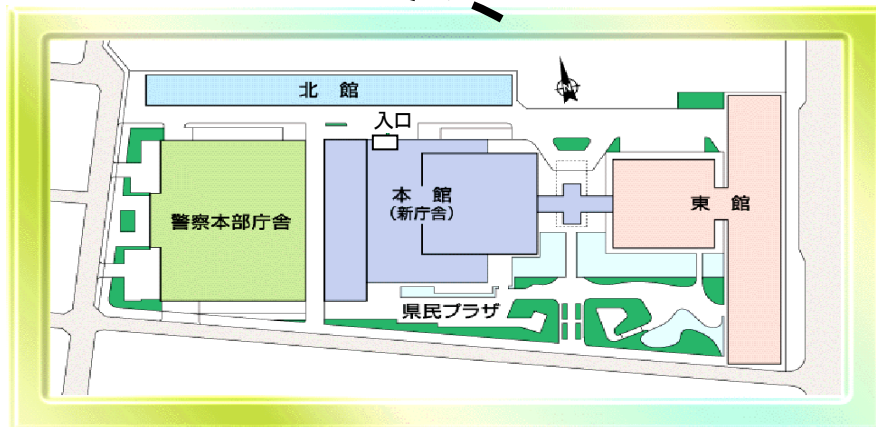 北館
入口
本館
(新庁舎)
東館
警察本部庁舎
県民プラザ